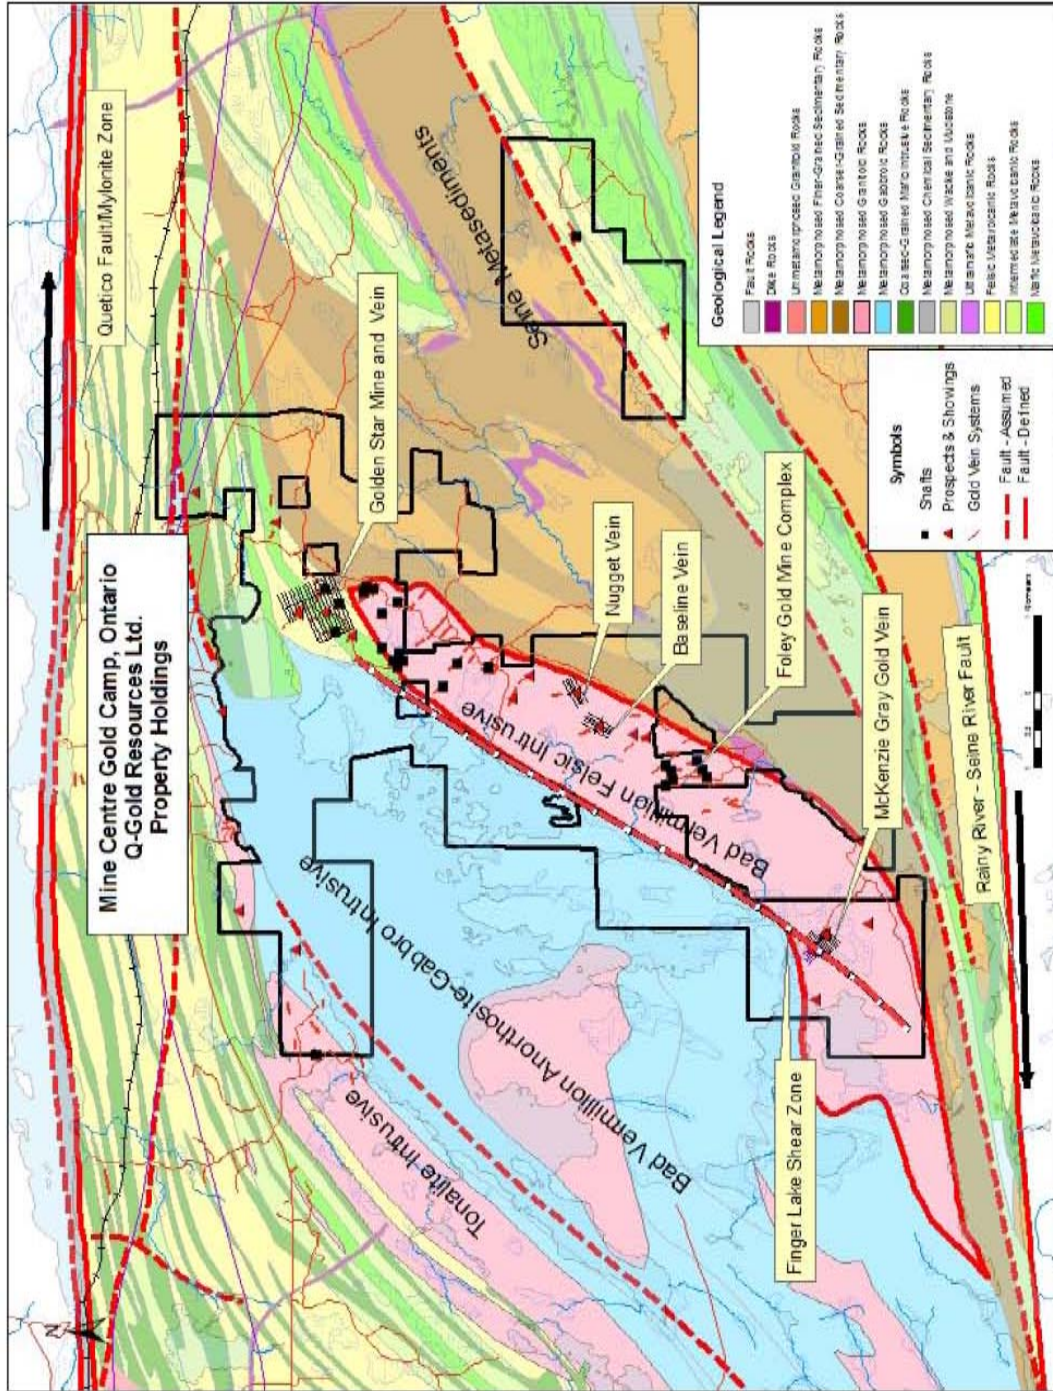 Mine Centre Gold Camp, Ontario
Q-Gold Resources Ltd.
Property Holdings
Quetico Fault/Mylonite Zone
Golden Star Mine and Vein
Seine Metasediments
Nugget Vein
Baseline Vein
Foley Gold Mine Complex
McKenzie Gray Gold Vein
Rainy River - Seine River Fault
Finger Lake Shear Zone
Bad Vermilion Felsic Intrusive
Bad Vermillion Anorthosite-Gabbro Intrusive
Tonalite Intrusive
N
Symbols
Shafts
Prospects & Showings
Gold Vein Systems
Fault - Assumed
Fault - Defined
Geological Legend
Fault Rocks
Dike Rocks
Unmetamorphosed Granitoid Rocks
Metamorphosed Finer-Grained Sedimentary Rocks
Metamorphosed Coarse-Grained Sedimentary Rocks
Metamorphosed Granitoid Rocks
Metamorphosed Gabbroic Rocks
Coarsed-Grained Mafic Intrusive Rocks
Metamorphosed Chemical Sedimentary Rocks
Metamorphosed Wacke and Mudstone
Ultramafic Metavolcanic Rocks
Felsic Metavolcanic Rocks
Intermediate Metavolcanic Rocks
Mafic Metavolcanic Rocks